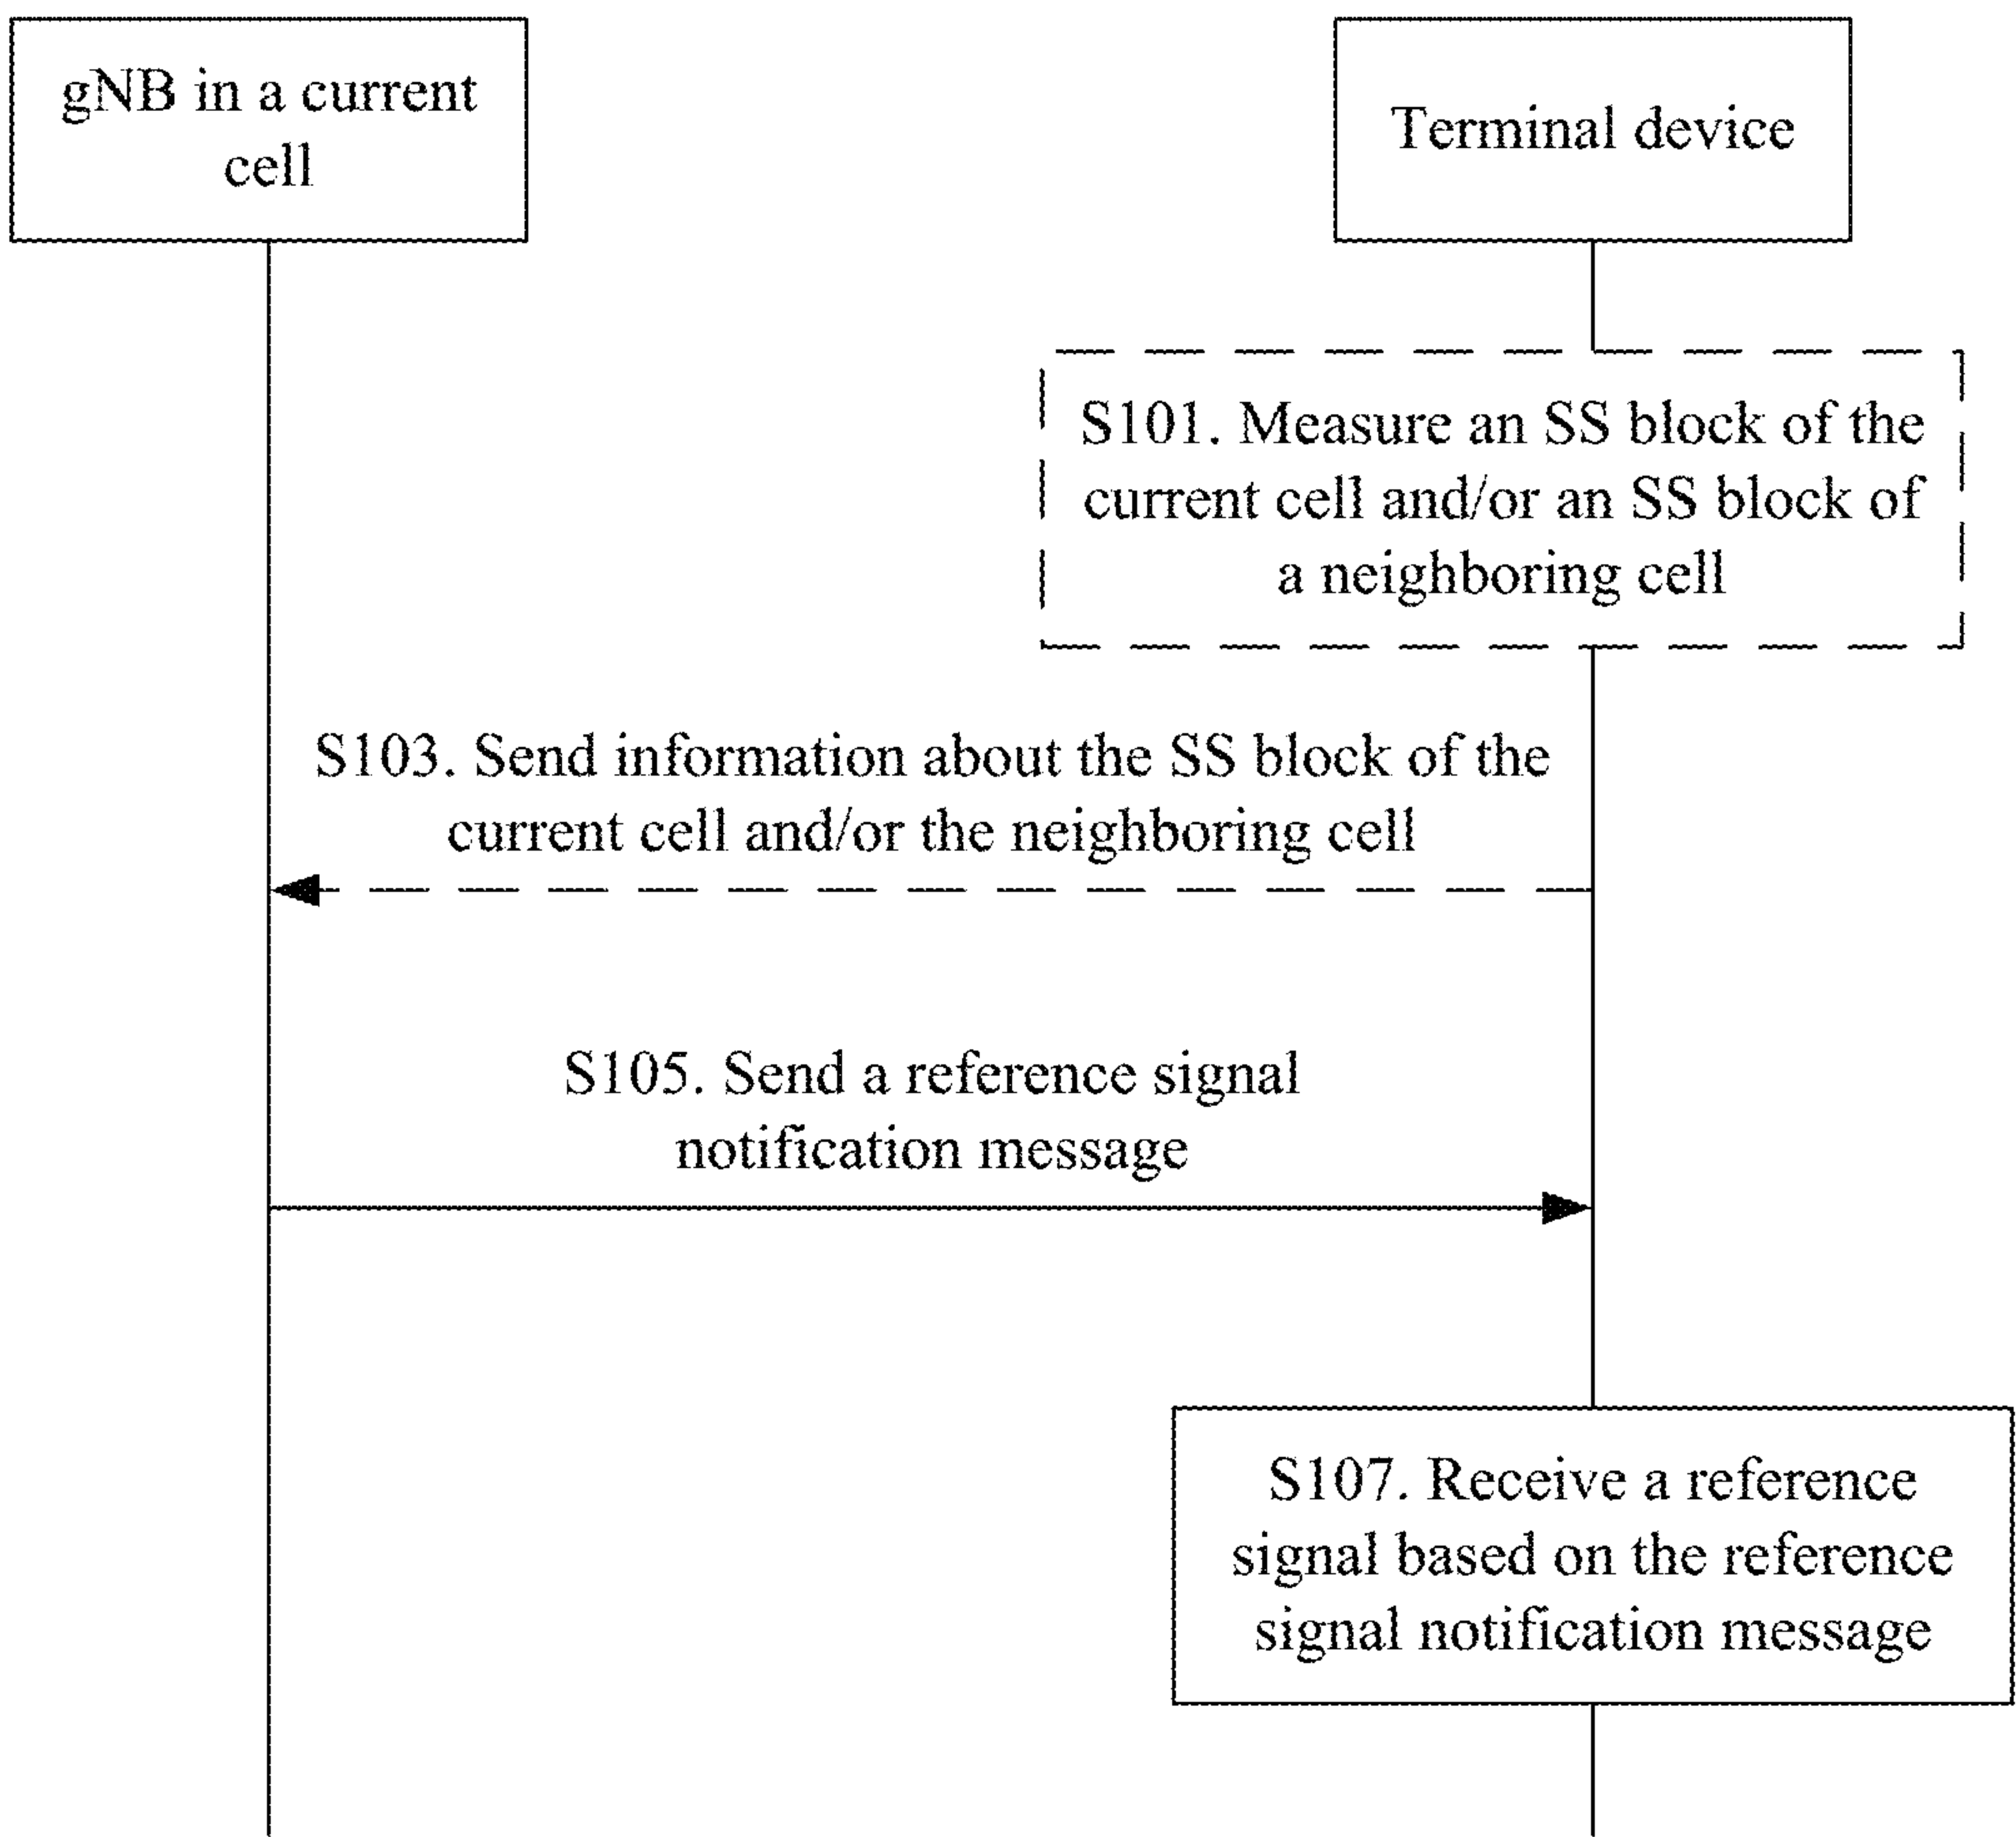 gNB in a current
cell
Terminal device
S101. Measure an SS block of the
current cell and/or an SS block of
a neighboring cell
S103. Send information about the SS block of the
current cell and/or the neighboring cell
S105. Send a reference signal
notification message
S107. Receive a reference
signal based on the reference
signal notification message